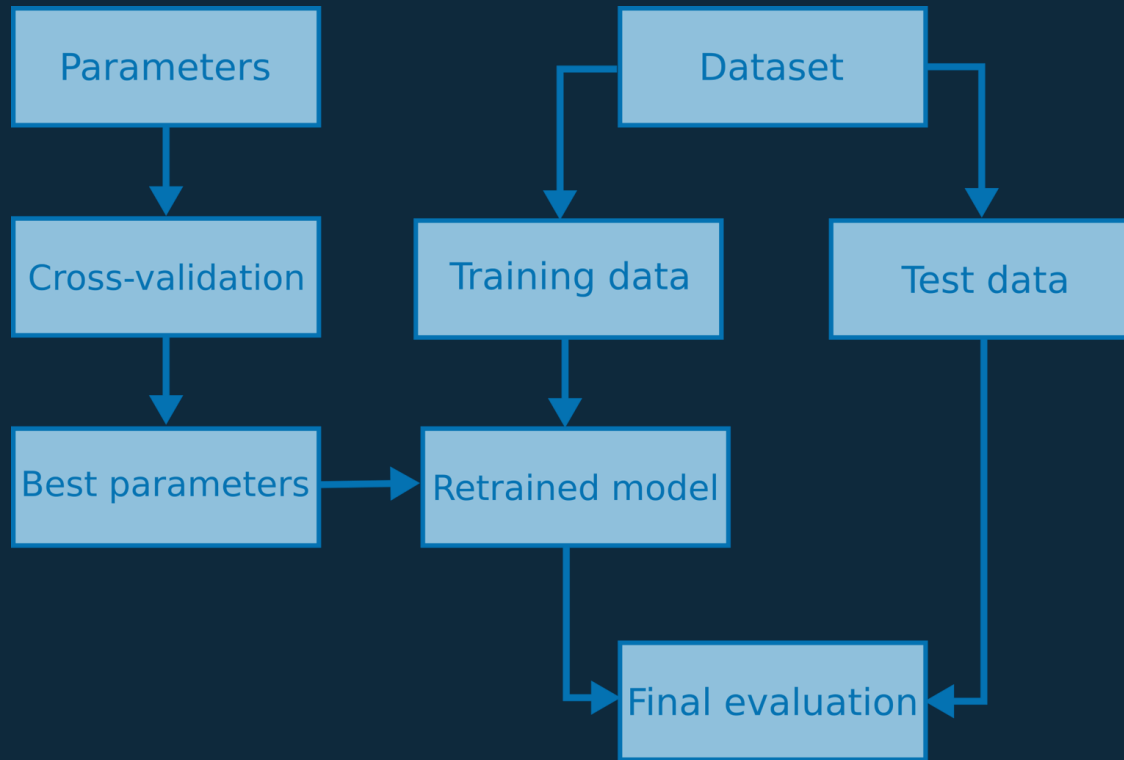 Parameters
Dataset
Cross-validation
Training data
Test data
Best parameters
Retrained model
Final evaluation